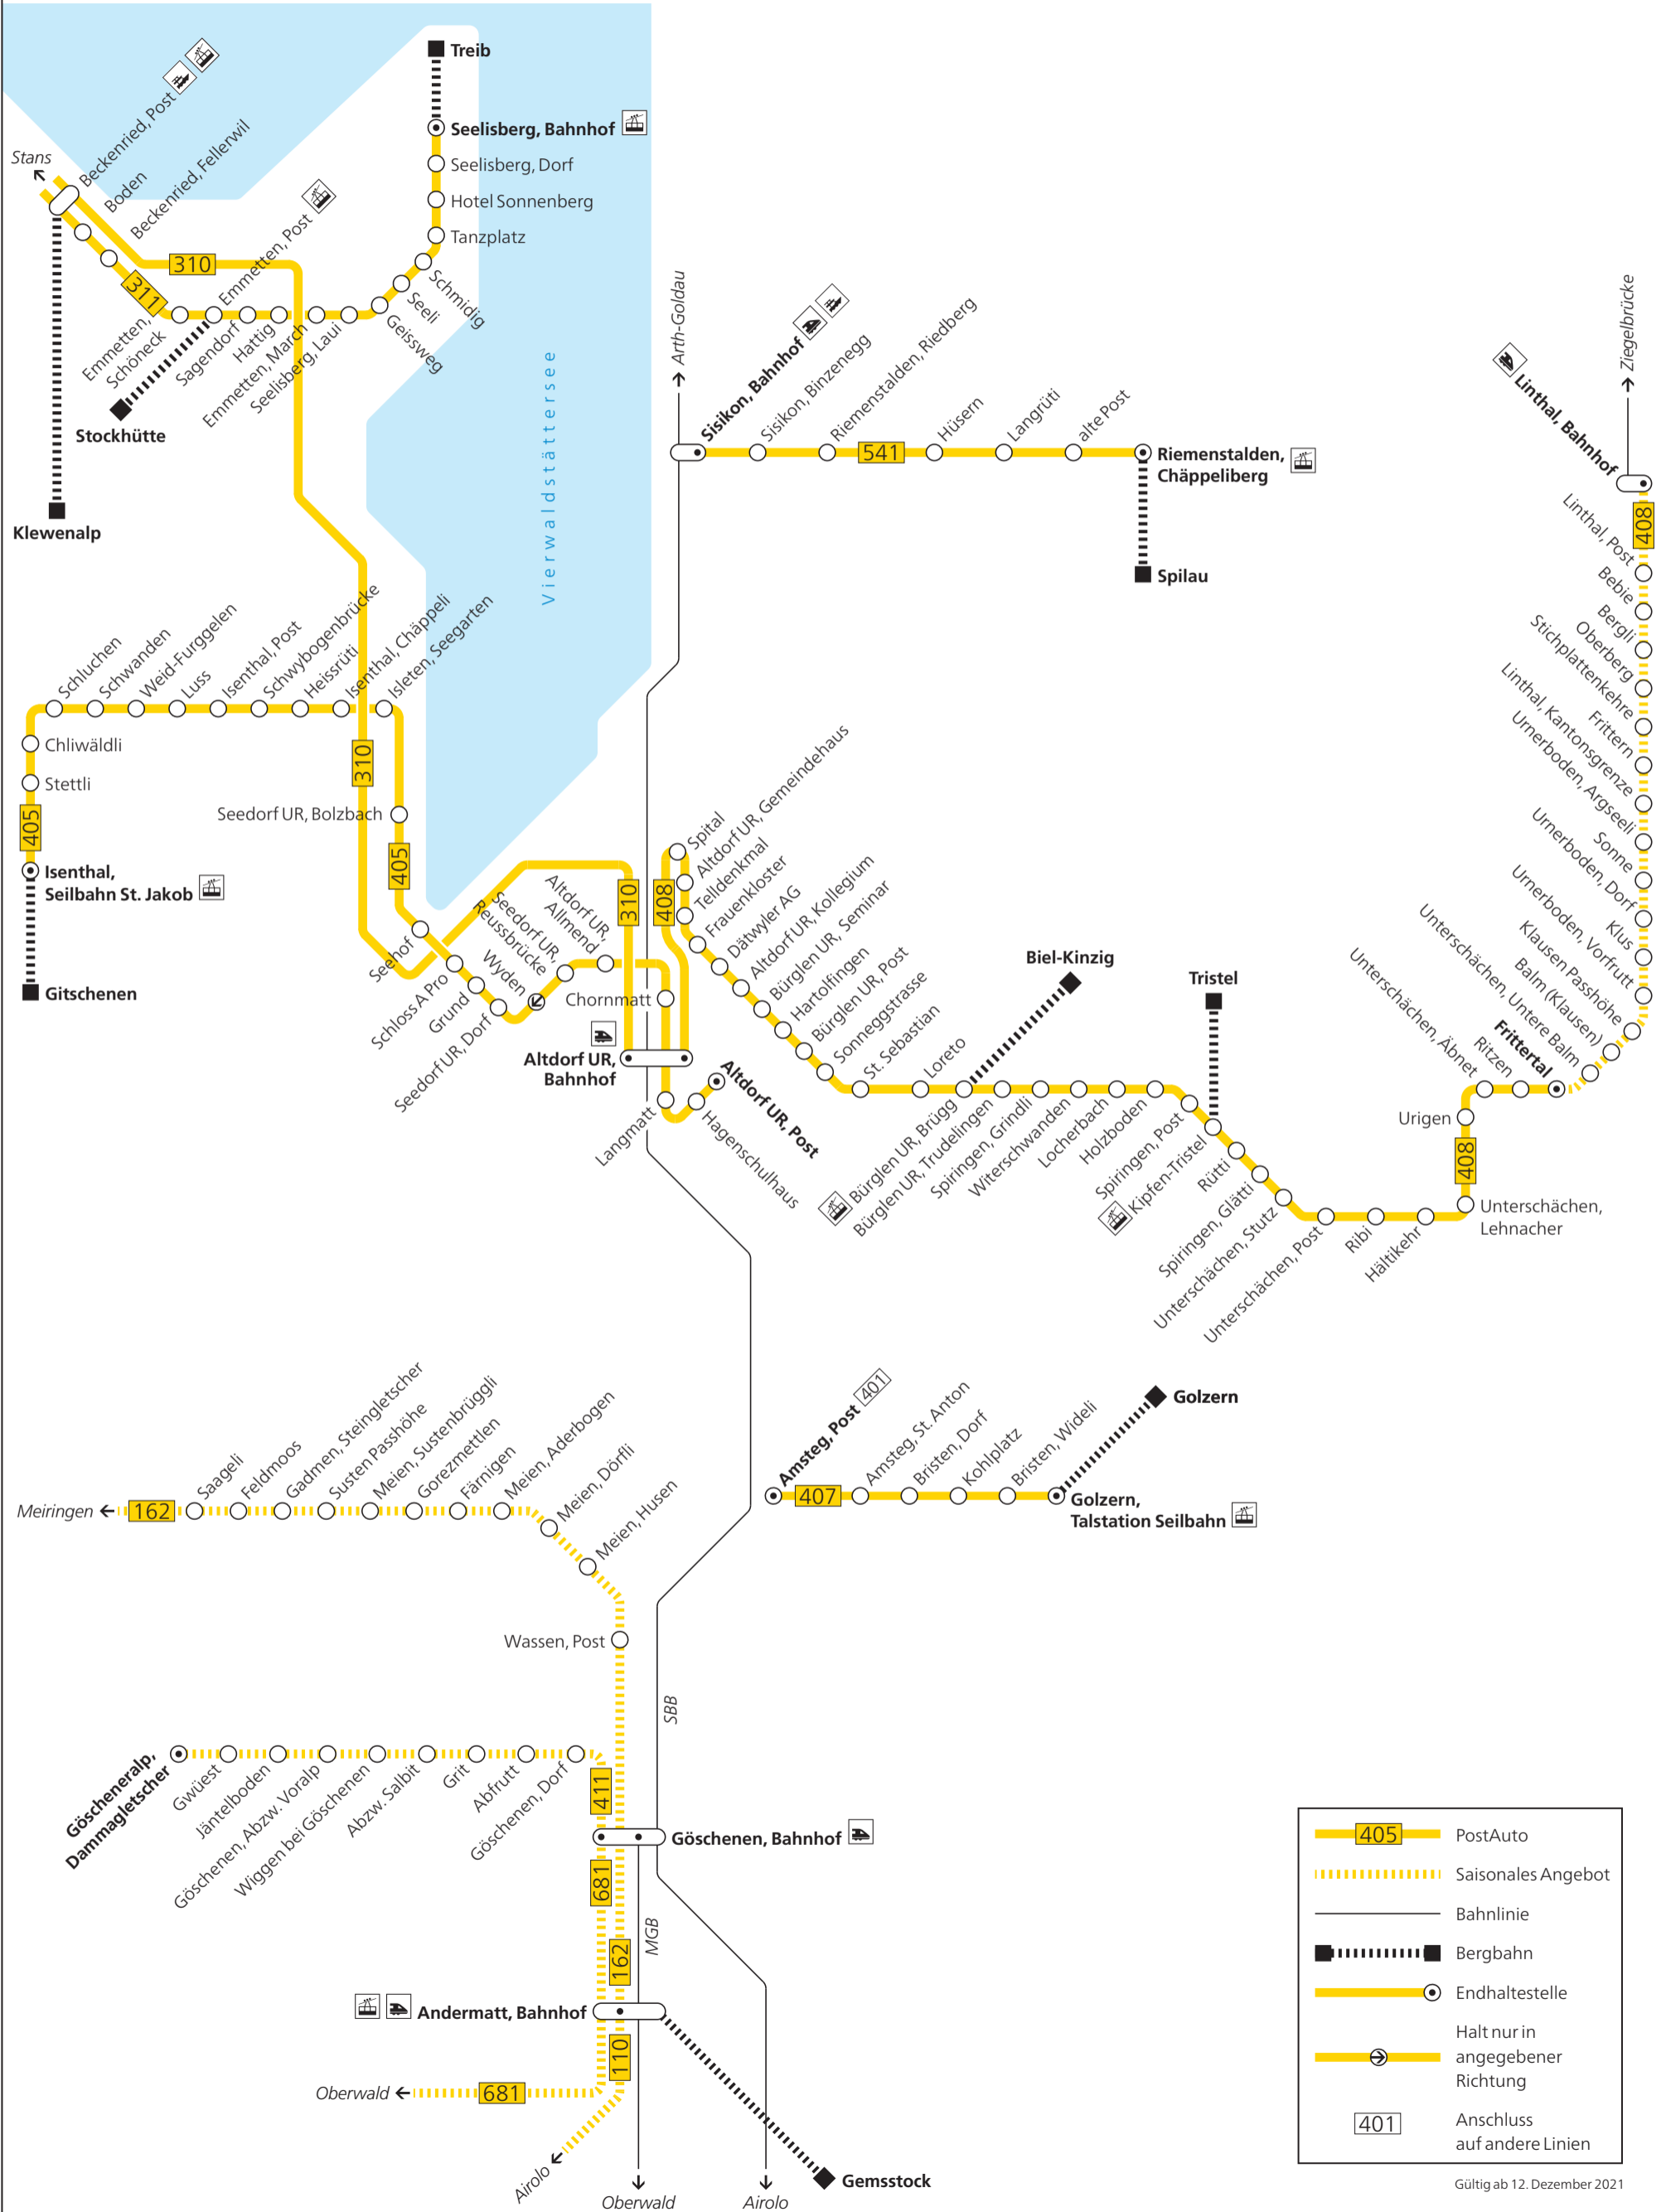 Treib
Seelisberg, Bahnhof
Seelisberg, Dorf
Hotel Sonnenberg
Tanzplatz
Schmidig
Seeli
Geissweg
Stans
Beckenried, Post
Boden
Beckenried, Fellerwil
310
311
Emmetten, Post
Emmetten,
Schöneck
Sagendorf
Hattig
Emmetten, March
Seelisberg, Laui
Stockhütte
Klewenalp
Vierwaldstättersee
Arth-Goldau
Sisikon, Bahnhof
Sisikon, Binzenegg
Riemenstalden, Riedberg
541
Hüsern
Langrüti
alte Post
Riemenstalden,
Chäppeliberg
Spilau
Ziegelbrücke
Linthal, Bahnhof
408
Linthal, Post
Bebie
Bergli
Oberberg
Stichplattenkehre
Frittern
Linthal, Kantonsgrenze
Urnerboden, Argseeli
Sonne
Urnerboden, Dorf
Klus
Urnerboden, Vorfrutt
Klausen Passhöhe
Balm (Klausen)
Unterschächen, Untere Balm
Frittertal
Ritzen
Unterschächen, Äbnet
Urigen
408
Unterschächen,
Lehnacher
Hältikehr
Ribi
Unterschächen, Post
Unterschächen, Stutz
Spiringen, Glätti
Rütti
Kipfen-Tristel
Tristel
Spiringen, Post
Holzboden
Locherbach
Witerschwanden
Spiringen, Grindli
Bürglen UR, Trudelingen
Bürglen UR, Brügg
Biel-Kinzig
Loreto
St. Sebastian
Sonneggstrasse
Bürglen UR, Post
Hartolfingen
Bürglen UR, Seminar
Altdorf UR, Kollegium
Dätwyler AG
Frauenkloster
Telldenkmal
Altdorf UR, Gemeindehaus
Spital
408
310
Schluchen
Schwanden
Weid-Furggelen
Luss
Isenthal, Post
Schwybogenbrücke
Heissrüti
Isenthal, Chäppeli
Isleten, Seegarten
Chliwäldli
Stettli
405
Isenthal,
Seilbahn St. Jakob
Gitschenen
310
Seedorf UR, Bolzbach
405
Seehof
Schloss A Pro
Grund
Seedorf UR, Dorf
Wyden
Seedorf UR,
Reussbrücke
Altdorf UR,
Allmend
Chornmatt
Altdorf UR,
Bahnhof
Langmatt
Hagenschulhaus
Altdorf UR, Post
Amsteg, Post 401
407
Amsteg, St. Anton
Bristen, Dorf
Kohlplatz
Bristen, Wideli
Golzern,
Talstation Seilbahn
Golzern
Meiringen
162
Saageli
Feldmoos
Gadmen, Steingletscher
Susten Passhöhe
Meien, Sustenbrüggli
Gorezmettlen
Färnigen
Meien, Aderbogen
Meien, Dörfli
Meien, Husen
Wassen, Post
SBB
Göscheneralp,
Dammagletscher
Gwüest
Jäntelboden
Göschenen, Abzw. Voralp
Wiggen bei Göschenen
Abzw. Salbit
Grit
Abfrutt
Göschenen, Dorf
411
Göschenen, Bahnhof
681
162
MGB
Andermatt, Bahnhof
110
Oberwald
681
Airolo
Oberwald
Airolo
Gemsstock
405
PostAuto
Saisonales Angebot
Bahnlinie
Bergbahn
Endhaltestelle
Halt nur in
angegebener
Richtung
401
Anschluss
auf andere Linien
Gültig ab 12. Dezember 2021